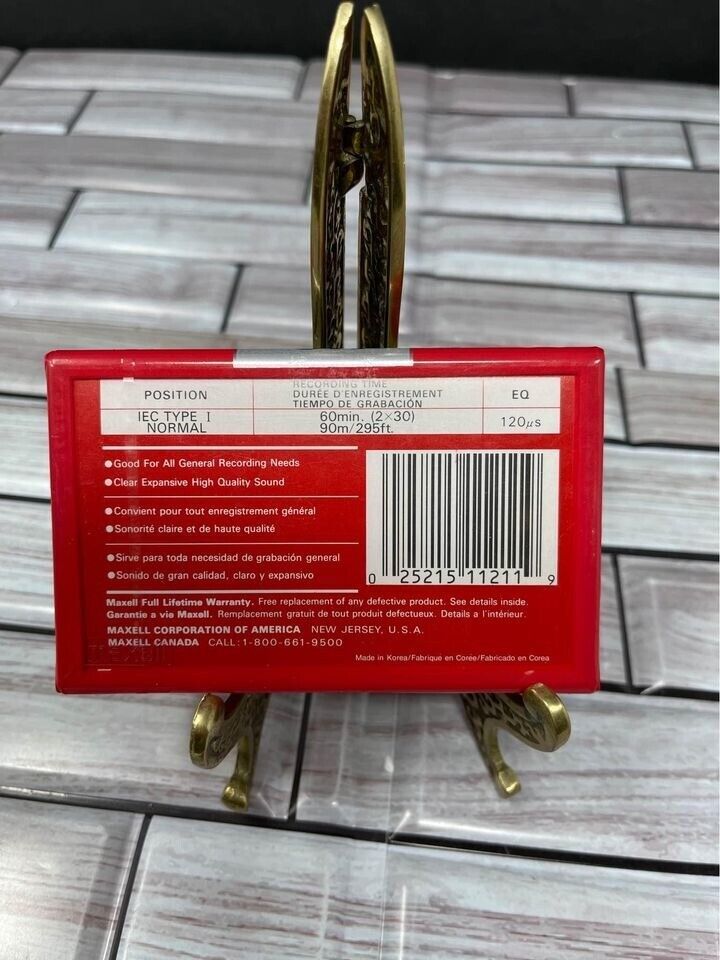 POSITION
RECORDING TIME
DURÉE D'ENREGISTREMENT
TIEMPO DE GRABACIÓN
EQ
IEC TYPE I
NORMAL
60min. (2×30)
90m/295ft.
120μs
●Good For All General Recording Needs
●Clear Expansive High Quality Sound
●Convient pour tout enregistrement général
●Sonorité claire et de haute qualité
●Sirve para toda necesidad de grabación general
●Sonido de gran calidad, claro y expansivo
0 25215 11211 9
Maxell Full Lifetime Warranty. Free replacement of any defective product. See details inside.
Garantie a vie Maxell. Remplacement gratuit de tout produit defectueux. Details a l'intérieur.
MAXELL CORPORATION OF AMERICA NEW JERSEY, U.S.A.
MAXELL CANADA CALL:1-800-661-9500
Made in Korea/Fabriqué en Corée/Fabricado en Corea